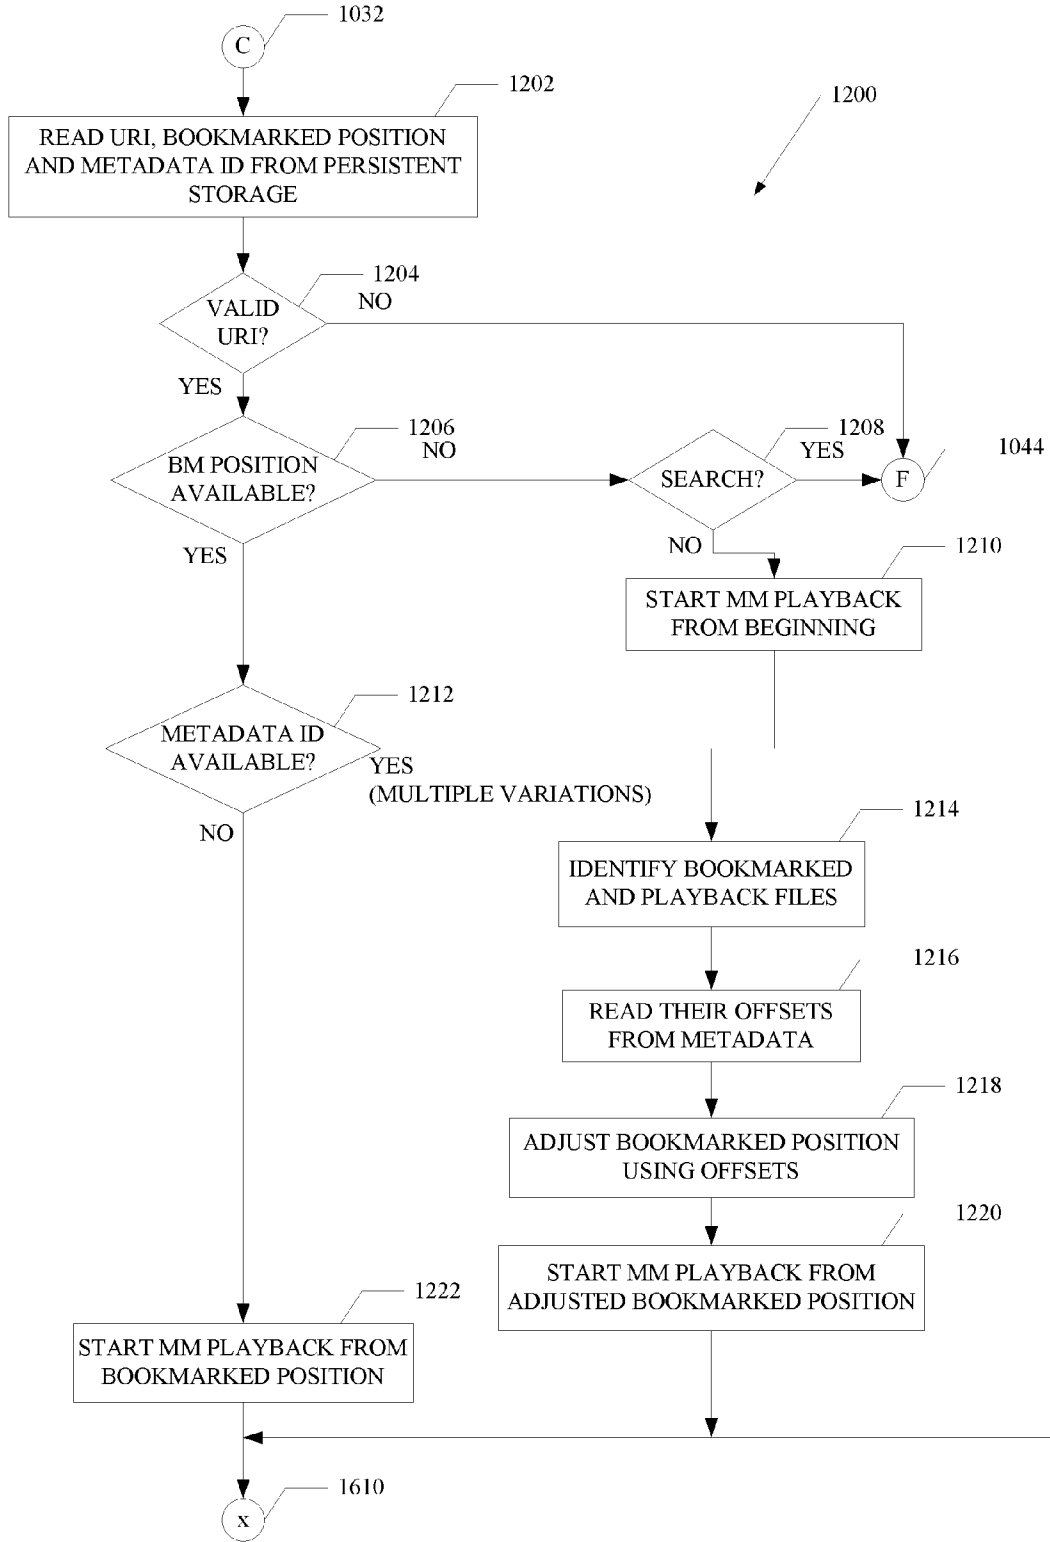 1032
C
1202
1200
READ URI, BOOKMARKED POSITION
AND METADATA ID FROM PERSISTENT
STORAGE
1204
NO
VALID
URI?
YES
1206
NO
1208
YES
1044
BM POSITION
AVAILABLE?
SEARCH?
F
YES
NO
1210
START MM PLAYBACK
FROM BEGINNING
1212
METADATA ID
AVAILABLE?
YES
(MULTIPLE VARIATIONS)
NO
1214
IDENTIFY BOOKMARKED
AND PLAYBACK FILES
1216
READ THEIR OFFSETS
FROM METADATA
1218
ADJUST BOOKMARKED POSITION
USING OFFSETS
1220
START MM PLAYBACK FROM
ADJUSTED BOOKMARKED POSITION
1222
START MM PLAYBACK FROM
BOOKMARKED POSITION
1610
x